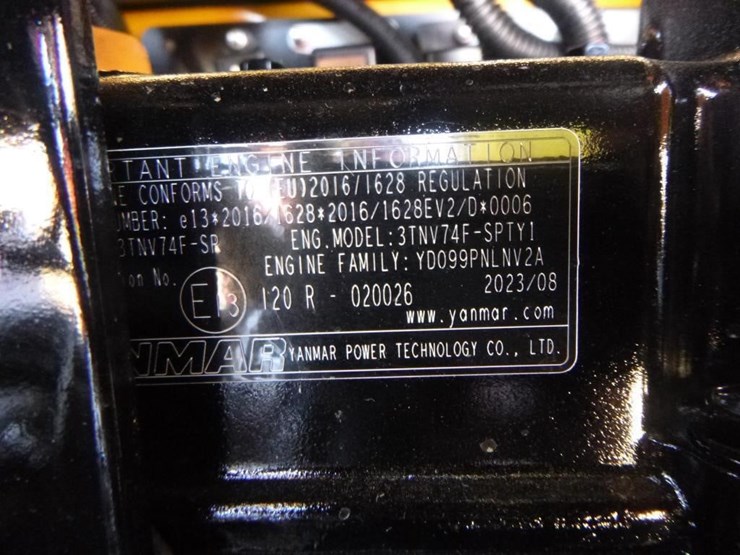 TANT ENGINE INFORMATION
E CONFORMS TO (EU)2016/1628 REGULATION
UMBER: e13*2016/1628*2016/1628EV2/D*0006
3TNV74F-SP ENG.MODEL:3TNV74F-SPTY1
ENGINE FAMILY: YD099PNLNV2A
ion No. E13 120 R - 020026 2023/08
www.yanmar.com
NMAR YANMAR POWER TECHNOLOGY CO., LTD.